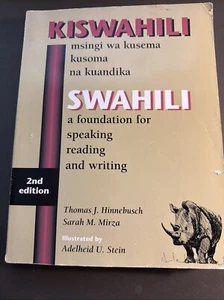 KISWAHILI
msingi wa kusema
kusoma
na kuandika
SWAHILI
a foundation for
speaking
reading
and writing
2nd
edition
Thomas J. Hinnebusch
Sarah M. Mirza
Illustrated by
Adelheid U. Stein